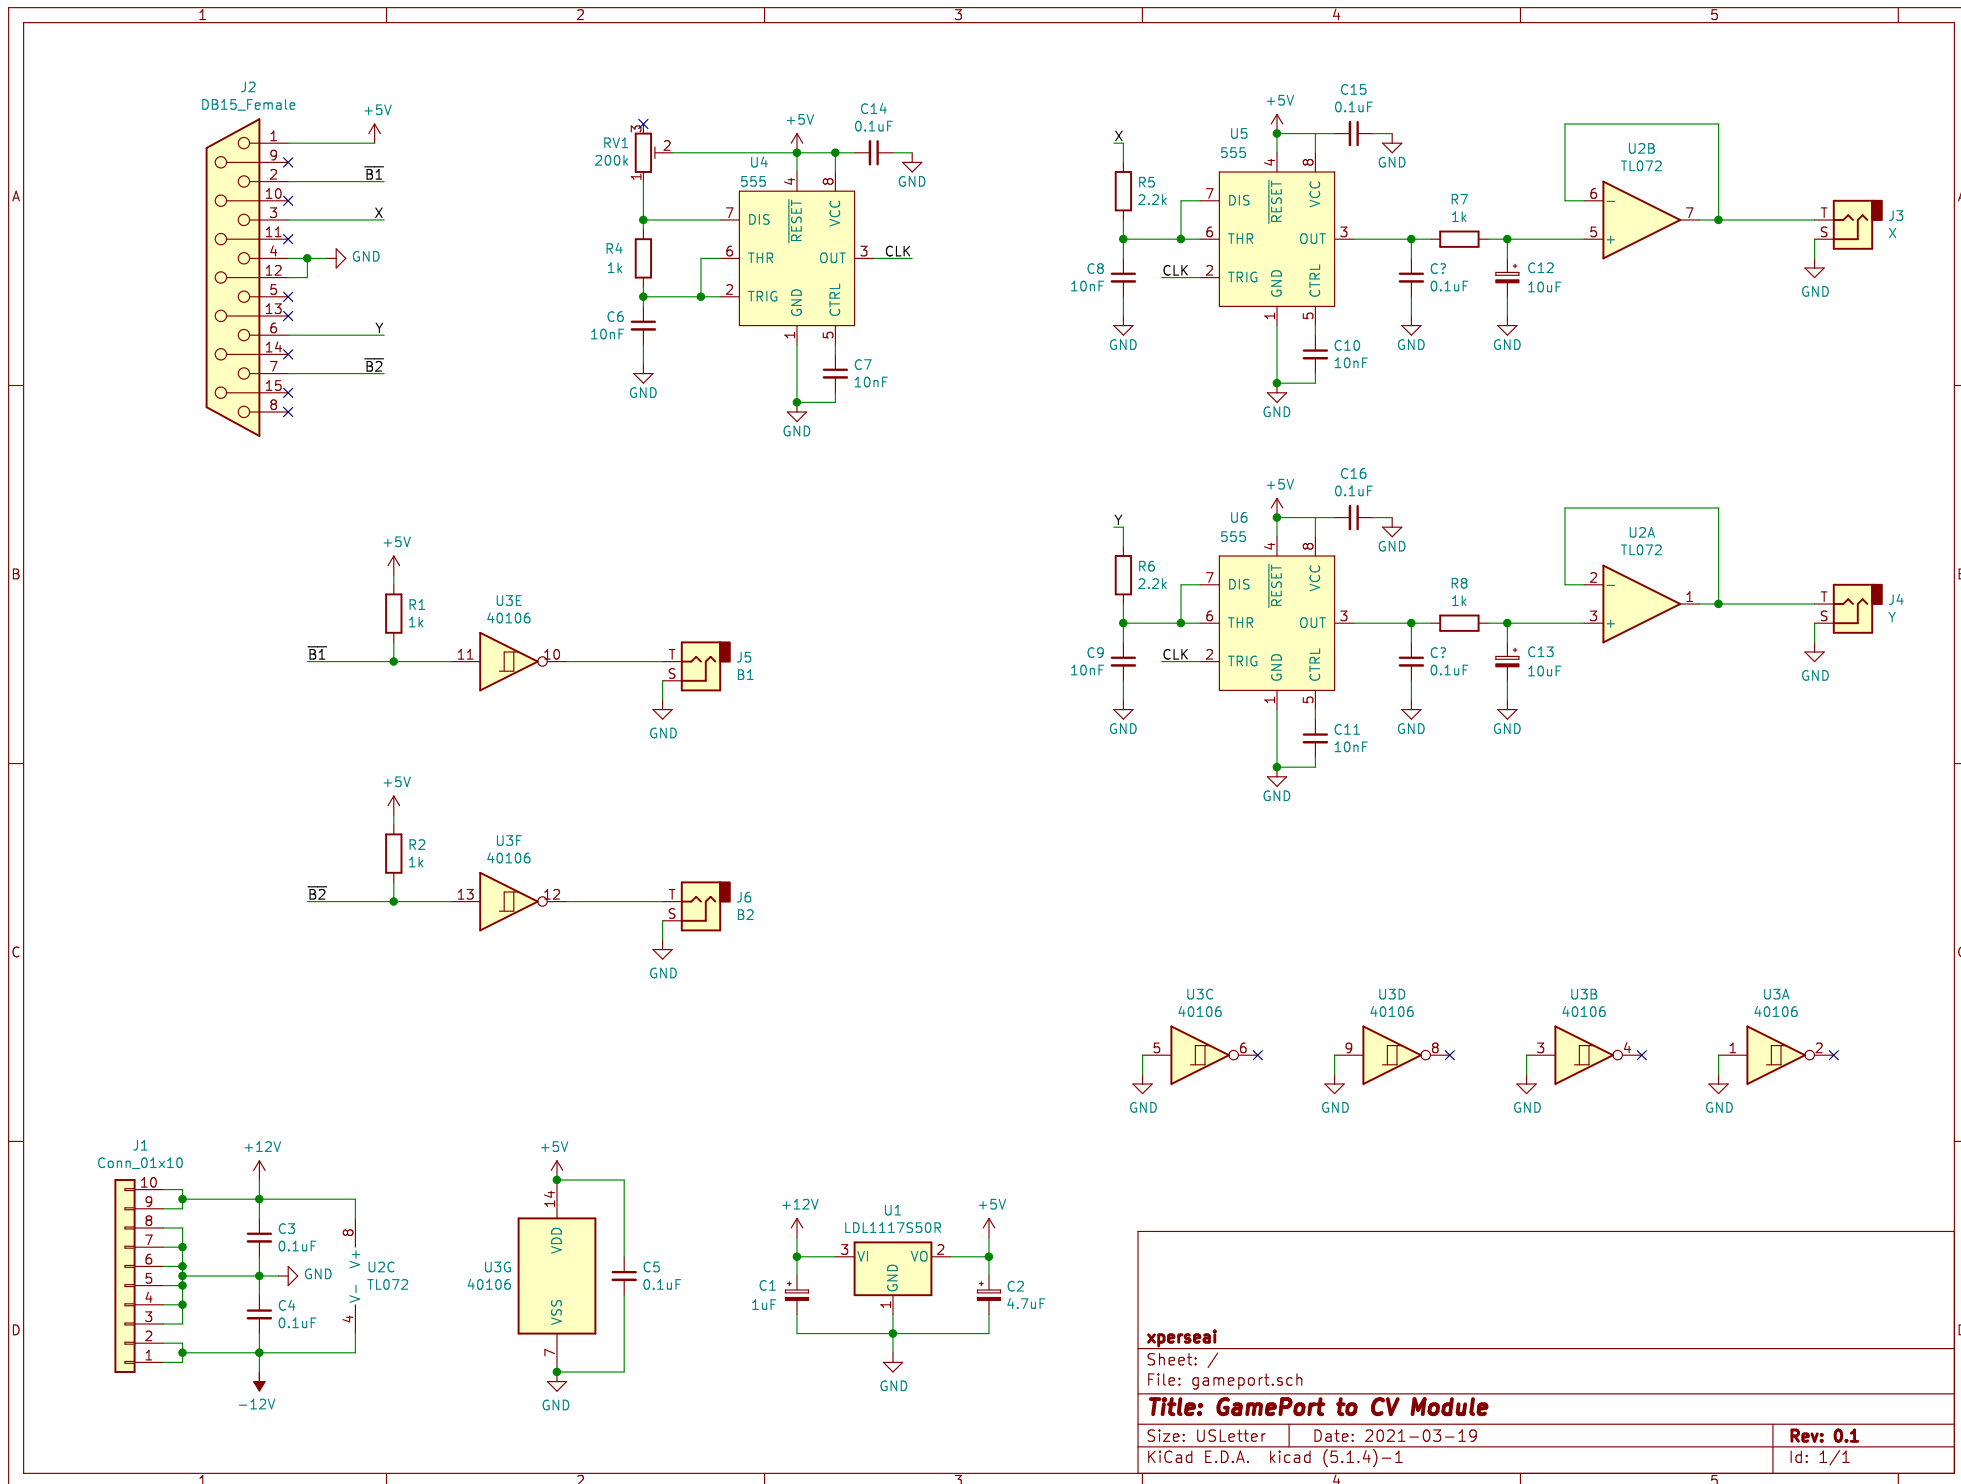 1 2 3 4 5
A
B
C
D
J2
DB15_Female
+5V
1
9
2 B1
10
3 X
11
4 GND
12
5
13
6 Y
14
7 B2
15
8
RV1
200k
3
2
1
R4
1k
C6
10nF
GND
+5V
C14
0.1uF
GND
U4
555
4 8
7 DIS RESET VCC
6 THR OUT 3 CLK
2 TRIG GND CTRL
1 5
C7
10nF
GND
X
R5
2.2k
C8
10nF
GND
CLK
+5V
C15
0.1uF
GND
U5
555
4 8
7 DIS RESET VCC
6 THR OUT 3
2 TRIG GND CTRL
1 5
C10
10nF
GND
R7
1k
C?
0.1uF
GND
C12
10uF
GND
U2B
TL072
6 −
5 +
7
T
S
J3
X
GND
Y
R6
2.2k
C9
10nF
GND
CLK
+5V
C16
0.1uF
GND
U6
555
4 8
7 DIS RESET VCC
6 THR OUT 3
2 TRIG GND CTRL
1 5
C11
10nF
GND
R8
1k
C?
0.1uF
GND
C13
10uF
GND
U2A
TL072
2 −
3 +
1
T
S
J4
Y
GND
+5V
R1
1k
B1
U3E
40106
11 10
T
S
J5
B1
GND
+5V
R2
1k
B2
U3F
40106
13 12
T
S
J6
B2
GND
U3C
40106
5 6
GND
U3D
40106
9 8
GND
U3B
40106
3 4
GND
U3A
40106
1 2
GND
J1
Conn_01x10
10
9
8
7
6
5
4
3
2
1
+12V
C3
0.1uF
GND
C4
0.1uF
-12V
8
V+
U2C
TL072
V-
4
+5V
14
VDD
U3G
40106
VSS
7
GND
C5
0.1uF
+12V
C1
1uF
U1
LDL1117S50R
3 VI VO 2
GND
1
GND
+5V
C2
4.7uF
xperseai
Sheet: /
File: gameport.sch
Title: GamePort to CV Module
Size: USLetter Date: 2021-03-19 Rev: 0.1
KiCad E.D.A. kicad (5.1.4)-1 Id: 1/1
1 2 3 4 5